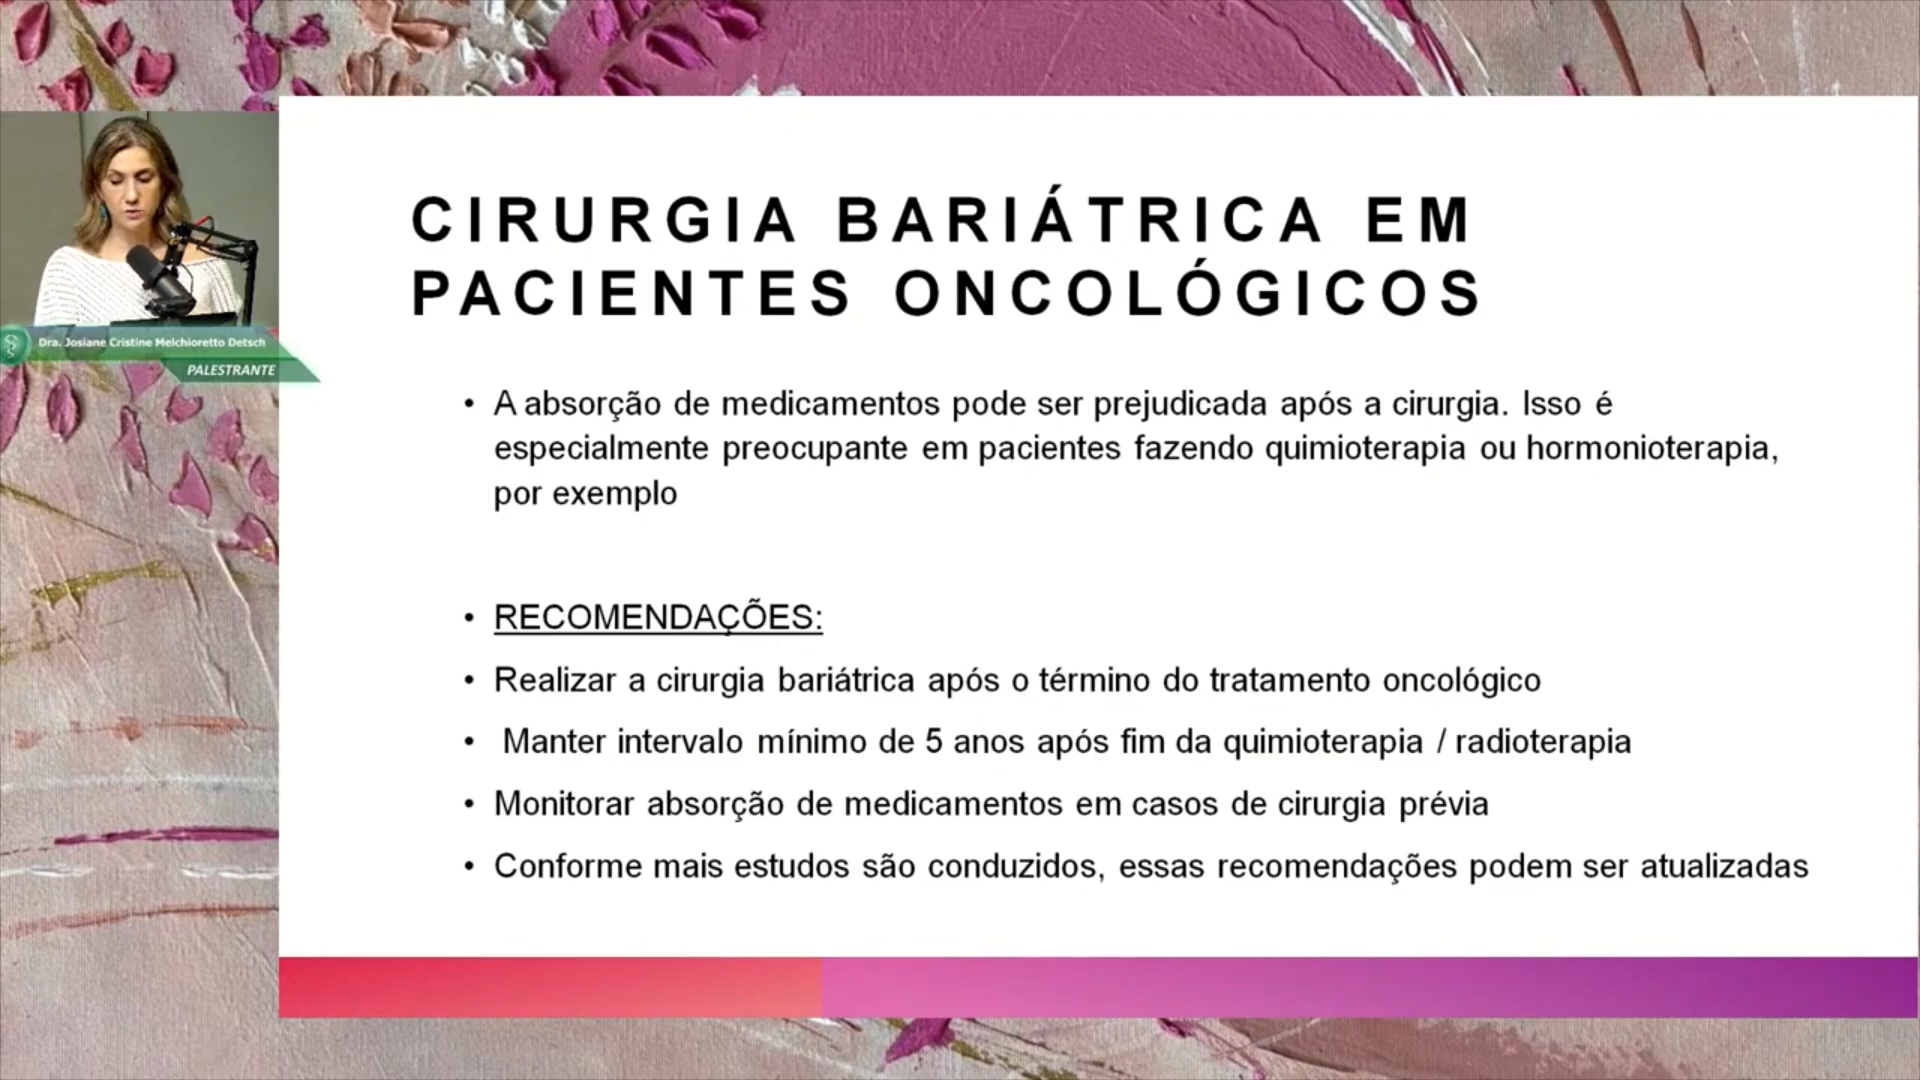 CIRURGIA BARIÁTRICA EM
PACIENTES ONCOLÓGICOS
Dra. Josiane Cristine Melchioretto Detsch
PALESTRANTE
• A absorção de medicamentos pode ser prejudicada após a cirurgia. Isso é
especialmente preocupante em pacientes fazendo quimioterapia ou hormonioterapia,
por exemplo
• RECOMENDAÇÕES:
• Realizar a cirurgia bariátrica após o término do tratamento oncológico
• Manter intervalo mínimo de 5 anos após fim da quimioterapia / radioterapia
• Monitorar absorção de medicamentos em casos de cirurgia prévia
• Conforme mais estudos são conduzidos, essas recomendações podem ser atualizadas